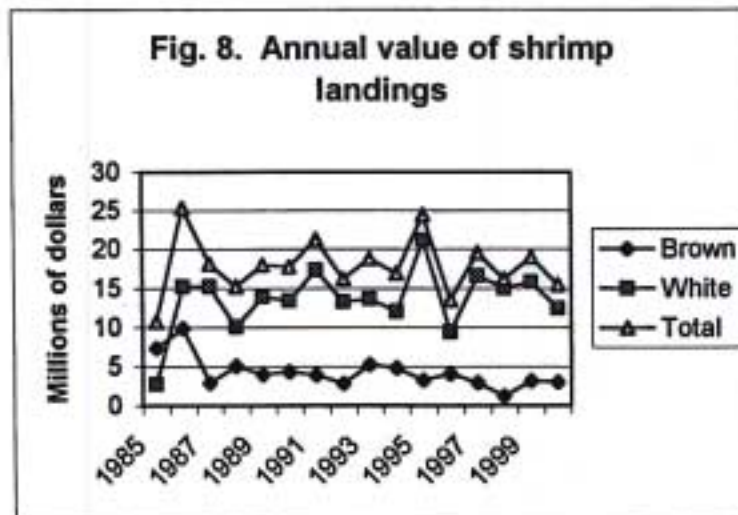 Fig. 8. Annual value of shrimp
landings
Millions of dollars
30
25
20
15
10
5
0
1985
1987
1989
1991
1993
1995
1997
1999
Brown
White
Total